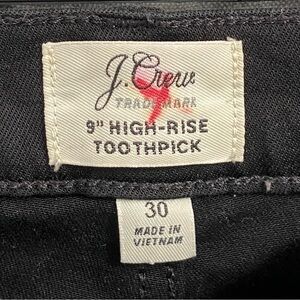 J.Crew
TRADEMARK
9" HIGH-RISE
TOOTHPICK
30
MADE IN
VIETNAM